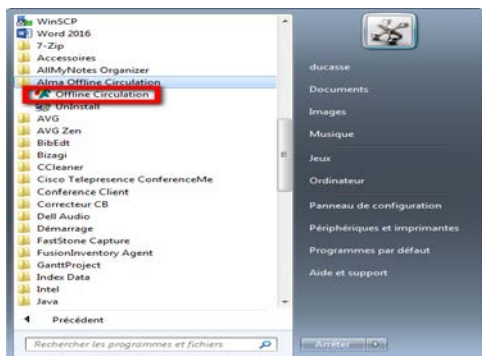 WinSCP
Word 2016
7-Zip
Accessoires
AllMyNotes Organizer
Alma Offline Circulation
Offline Circulation
UnInstall
AVG
AVG Zen
BibEdt
Bizagi
CCleaner
Cisco Telepresence ConferenceMe
Conference Client
Correcteur CB
Dell Audio
Démarrage
FastStone Capture
FusionInventory Agent
GanttProject
Index Data
Intel
Java
Précédent
Rechercher les programmes et fichiers
ducasse
Documents
Images
Musique
Jeux
Ordinateur
Panneau de configuration
Périphériques et imprimantes
Programmes par défaut
Aide et support
Arrêter